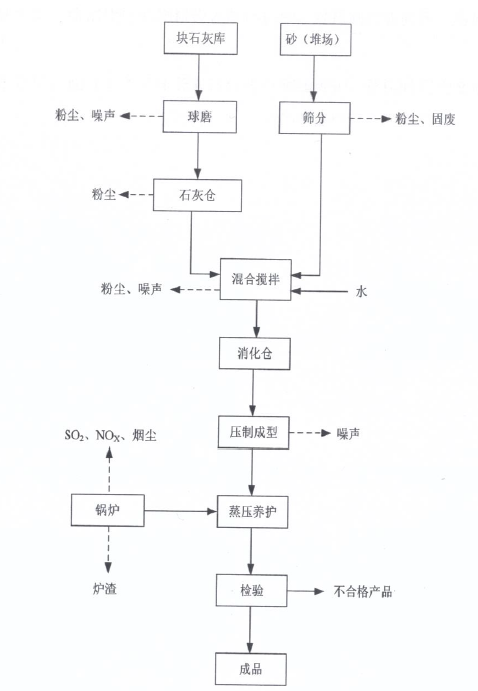 块石灰库
砂（堆场）
粉尘、噪声
球磨
筛分
粉尘、固废
粉尘
石灰仓
混合搅拌
粉尘、噪声
水
消化仓
压制成型
噪声
SO₂、NOX、烟尘
锅炉
蒸压养护
炉渣
检验
不合格产品
成品